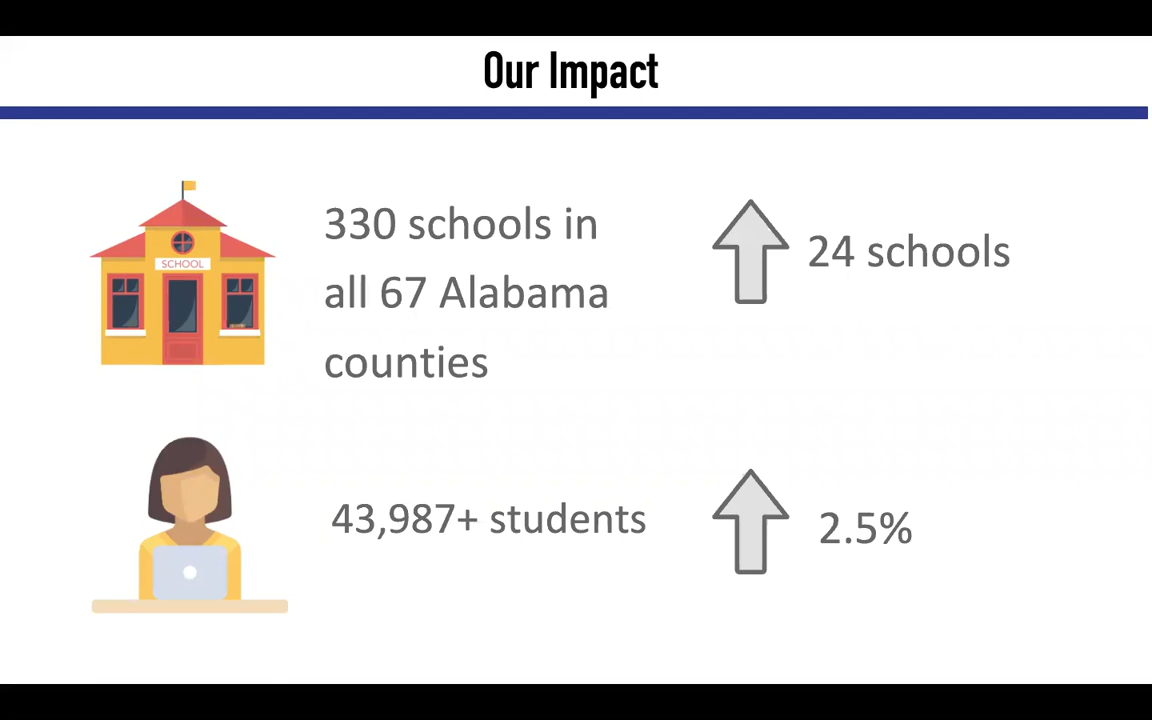 Our Impact
SCHOOL
330 schools in
all 67 Alabama
counties
24 schools
43,987+ students
2.5%